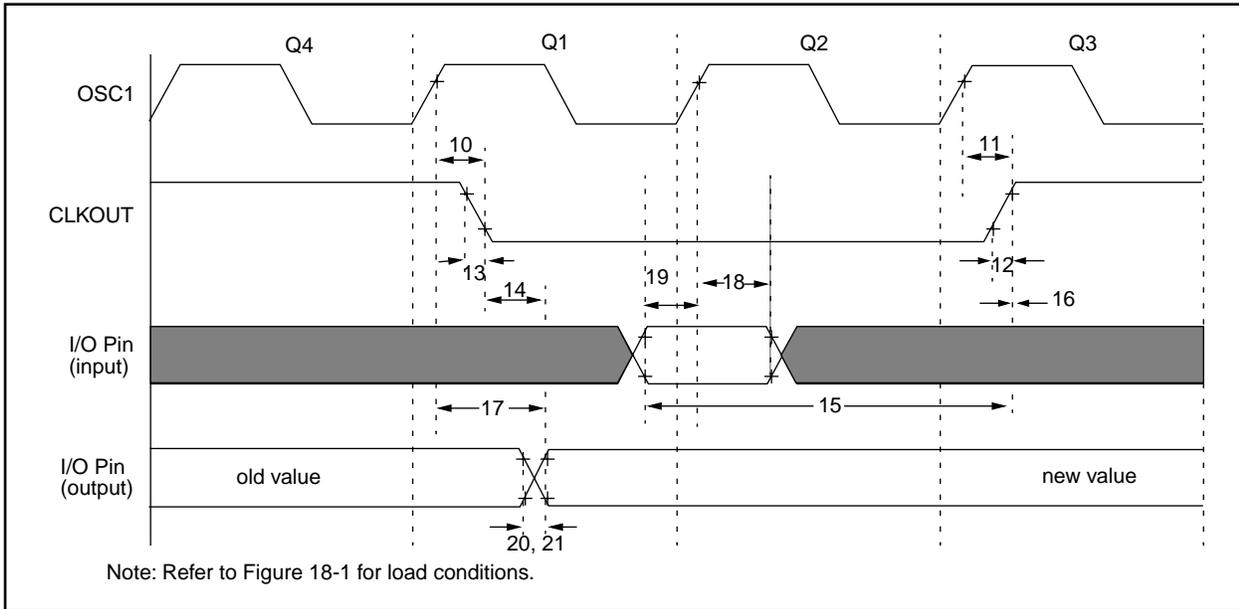 Q4 Q1 Q2 Q3
OSC1
10 11
CLKOUT
13 12
14 19 18 16
I/O Pin
(input)
17 15
I/O Pin
(output)
old value new value
20, 21
Note: Refer to Figure 18-1 for load conditions.